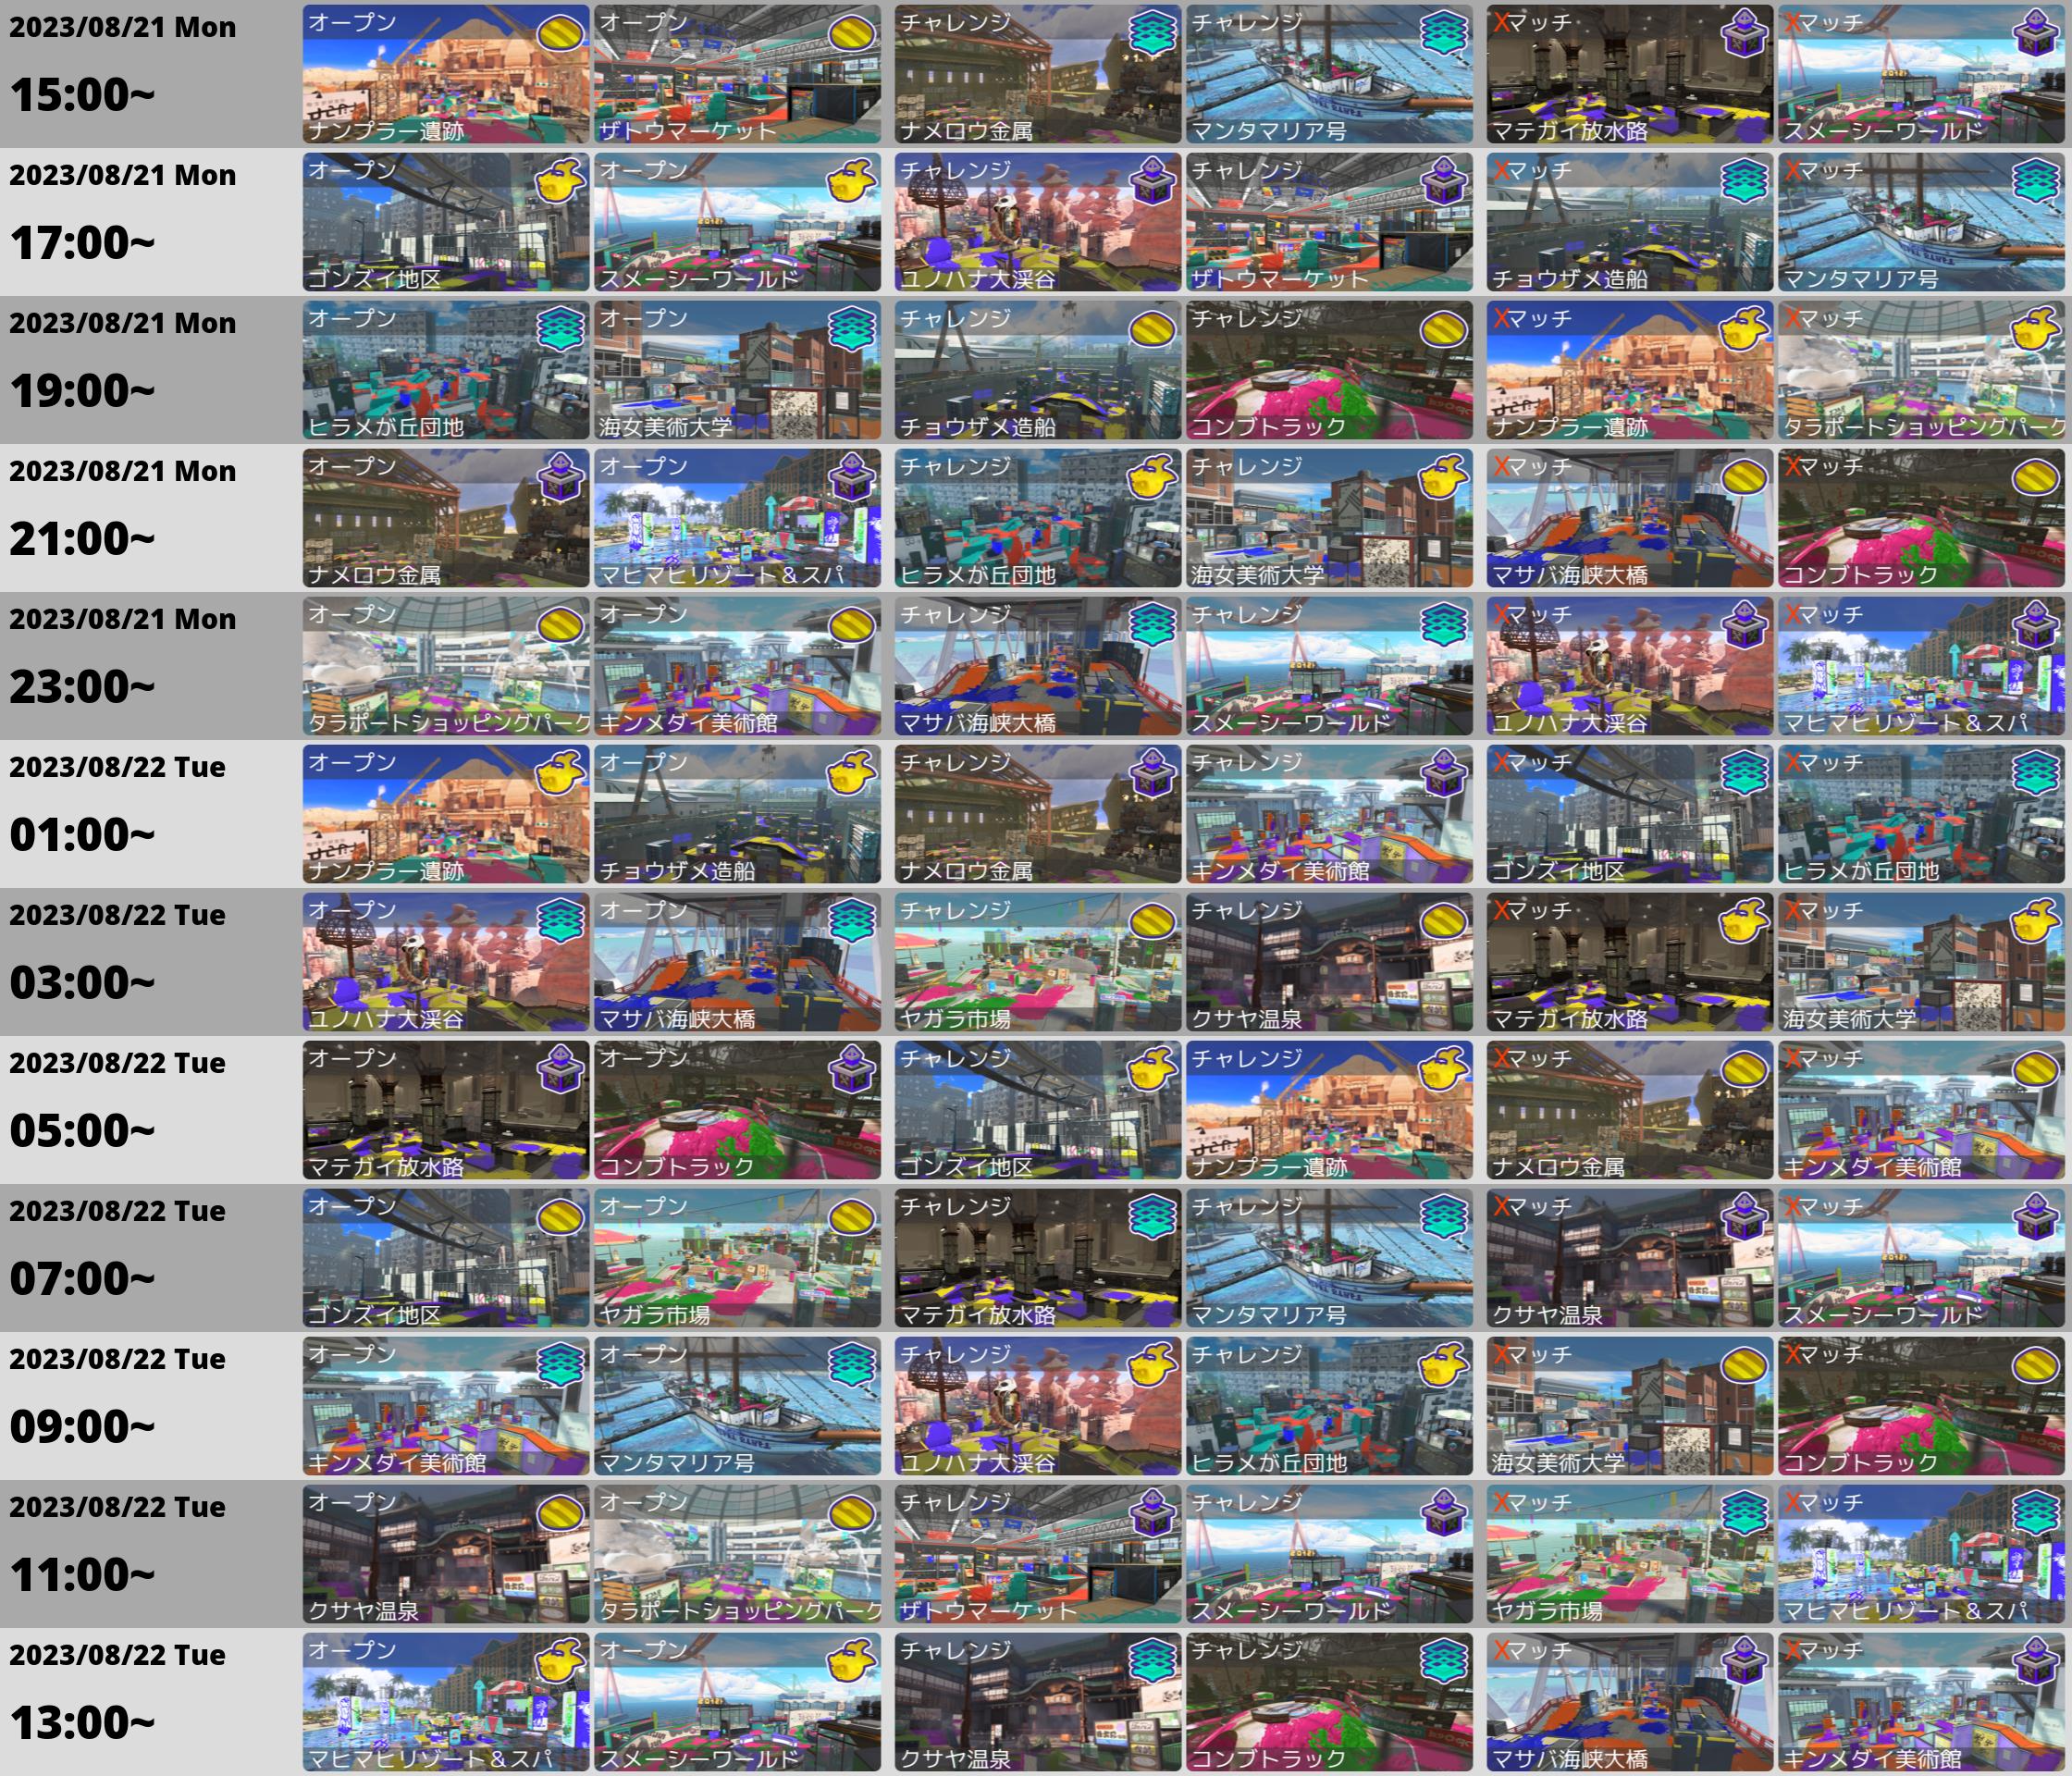 2023/08/21 Mon
15:00~
オープン オープン チャレンジ チャレンジ Xマッチ Xマッチ
ナンプラー遺跡 ザトウマーケット ナメロウ金属 マンタマリア号 マテガイ放水路 スメーシーワールド
2023/08/21 Mon
17:00~
オープン オープン チャレンジ チャレンジ Xマッチ Xマッチ
ゴンズイ地区 スメーシーワールド ユノハナ大渓谷 ザトウマーケット チョウザメ造船 マンタマリア号
2023/08/21 Mon
19:00~
オープン オープン チャレンジ チャレンジ Xマッチ Xマッチ
ヒラメが丘団地 海女美術大学 チョウザメ造船 コンブトラック ナンプラー遺跡 タラポートショッピングパーク
2023/08/21 Mon
21:00~
オープン オープン チャレンジ チャレンジ Xマッチ Xマッチ
ナメロウ金属 マヒマヒリゾート＆スパ ヒラメが丘団地 海女美術大学 マサバ海峡大橋 コンブトラック
2023/08/21 Mon
23:00~
オープン オープン チャレンジ チャレンジ Xマッチ Xマッチ
タラポートショッピングパーク キンメダイ美術館 マサバ海峡大橋 スメーシーワールド ユノハナ大渓谷 マヒマヒリゾート＆スパ
2023/08/22 Tue
01:00~
オープン オープン チャレンジ チャレンジ Xマッチ Xマッチ
ナンプラー遺跡 チョウザメ造船 ナメロウ金属 キンメダイ美術館 ゴンズイ地区 ヒラメが丘団地
2023/08/22 Tue
03:00~
オープン オープン チャレンジ チャレンジ Xマッチ Xマッチ
ユノハナ大渓谷 マサバ海峡大橋 ヤガラ市場 クサヤ温泉 マテガイ放水路 海女美術大学
2023/08/22 Tue
05:00~
オープン オープン チャレンジ チャレンジ Xマッチ Xマッチ
マテガイ放水路 コンブトラック ゴンズイ地区 ナンプラー遺跡 ナメロウ金属 キンメダイ美術館
2023/08/22 Tue
07:00~
オープン オープン チャレンジ チャレンジ Xマッチ Xマッチ
ゴンズイ地区 ヤガラ市場 マテガイ放水路 マンタマリア号 クサヤ温泉 スメーシーワールド
2023/08/22 Tue
09:00~
オープン オープン チャレンジ チャレンジ Xマッチ Xマッチ
キンメダイ美術館 マンタマリア号 ユノハナ大渓谷 ヒラメが丘団地 海女美術大学 コンブトラック
2023/08/22 Tue
11:00~
オープン オープン チャレンジ チャレンジ Xマッチ Xマッチ
クサヤ温泉 タラポートショッピングパーク ザトウマーケット スメーシーワールド ヤガラ市場 マヒマヒリゾート＆スパ
2023/08/22 Tue
13:00~
オープン オープン チャレンジ チャレンジ Xマッチ Xマッチ
マヒマヒリゾート＆スパ スメーシーワールド クサヤ温泉 コンブトラック マサバ海峡大橋 キンメダイ美術館